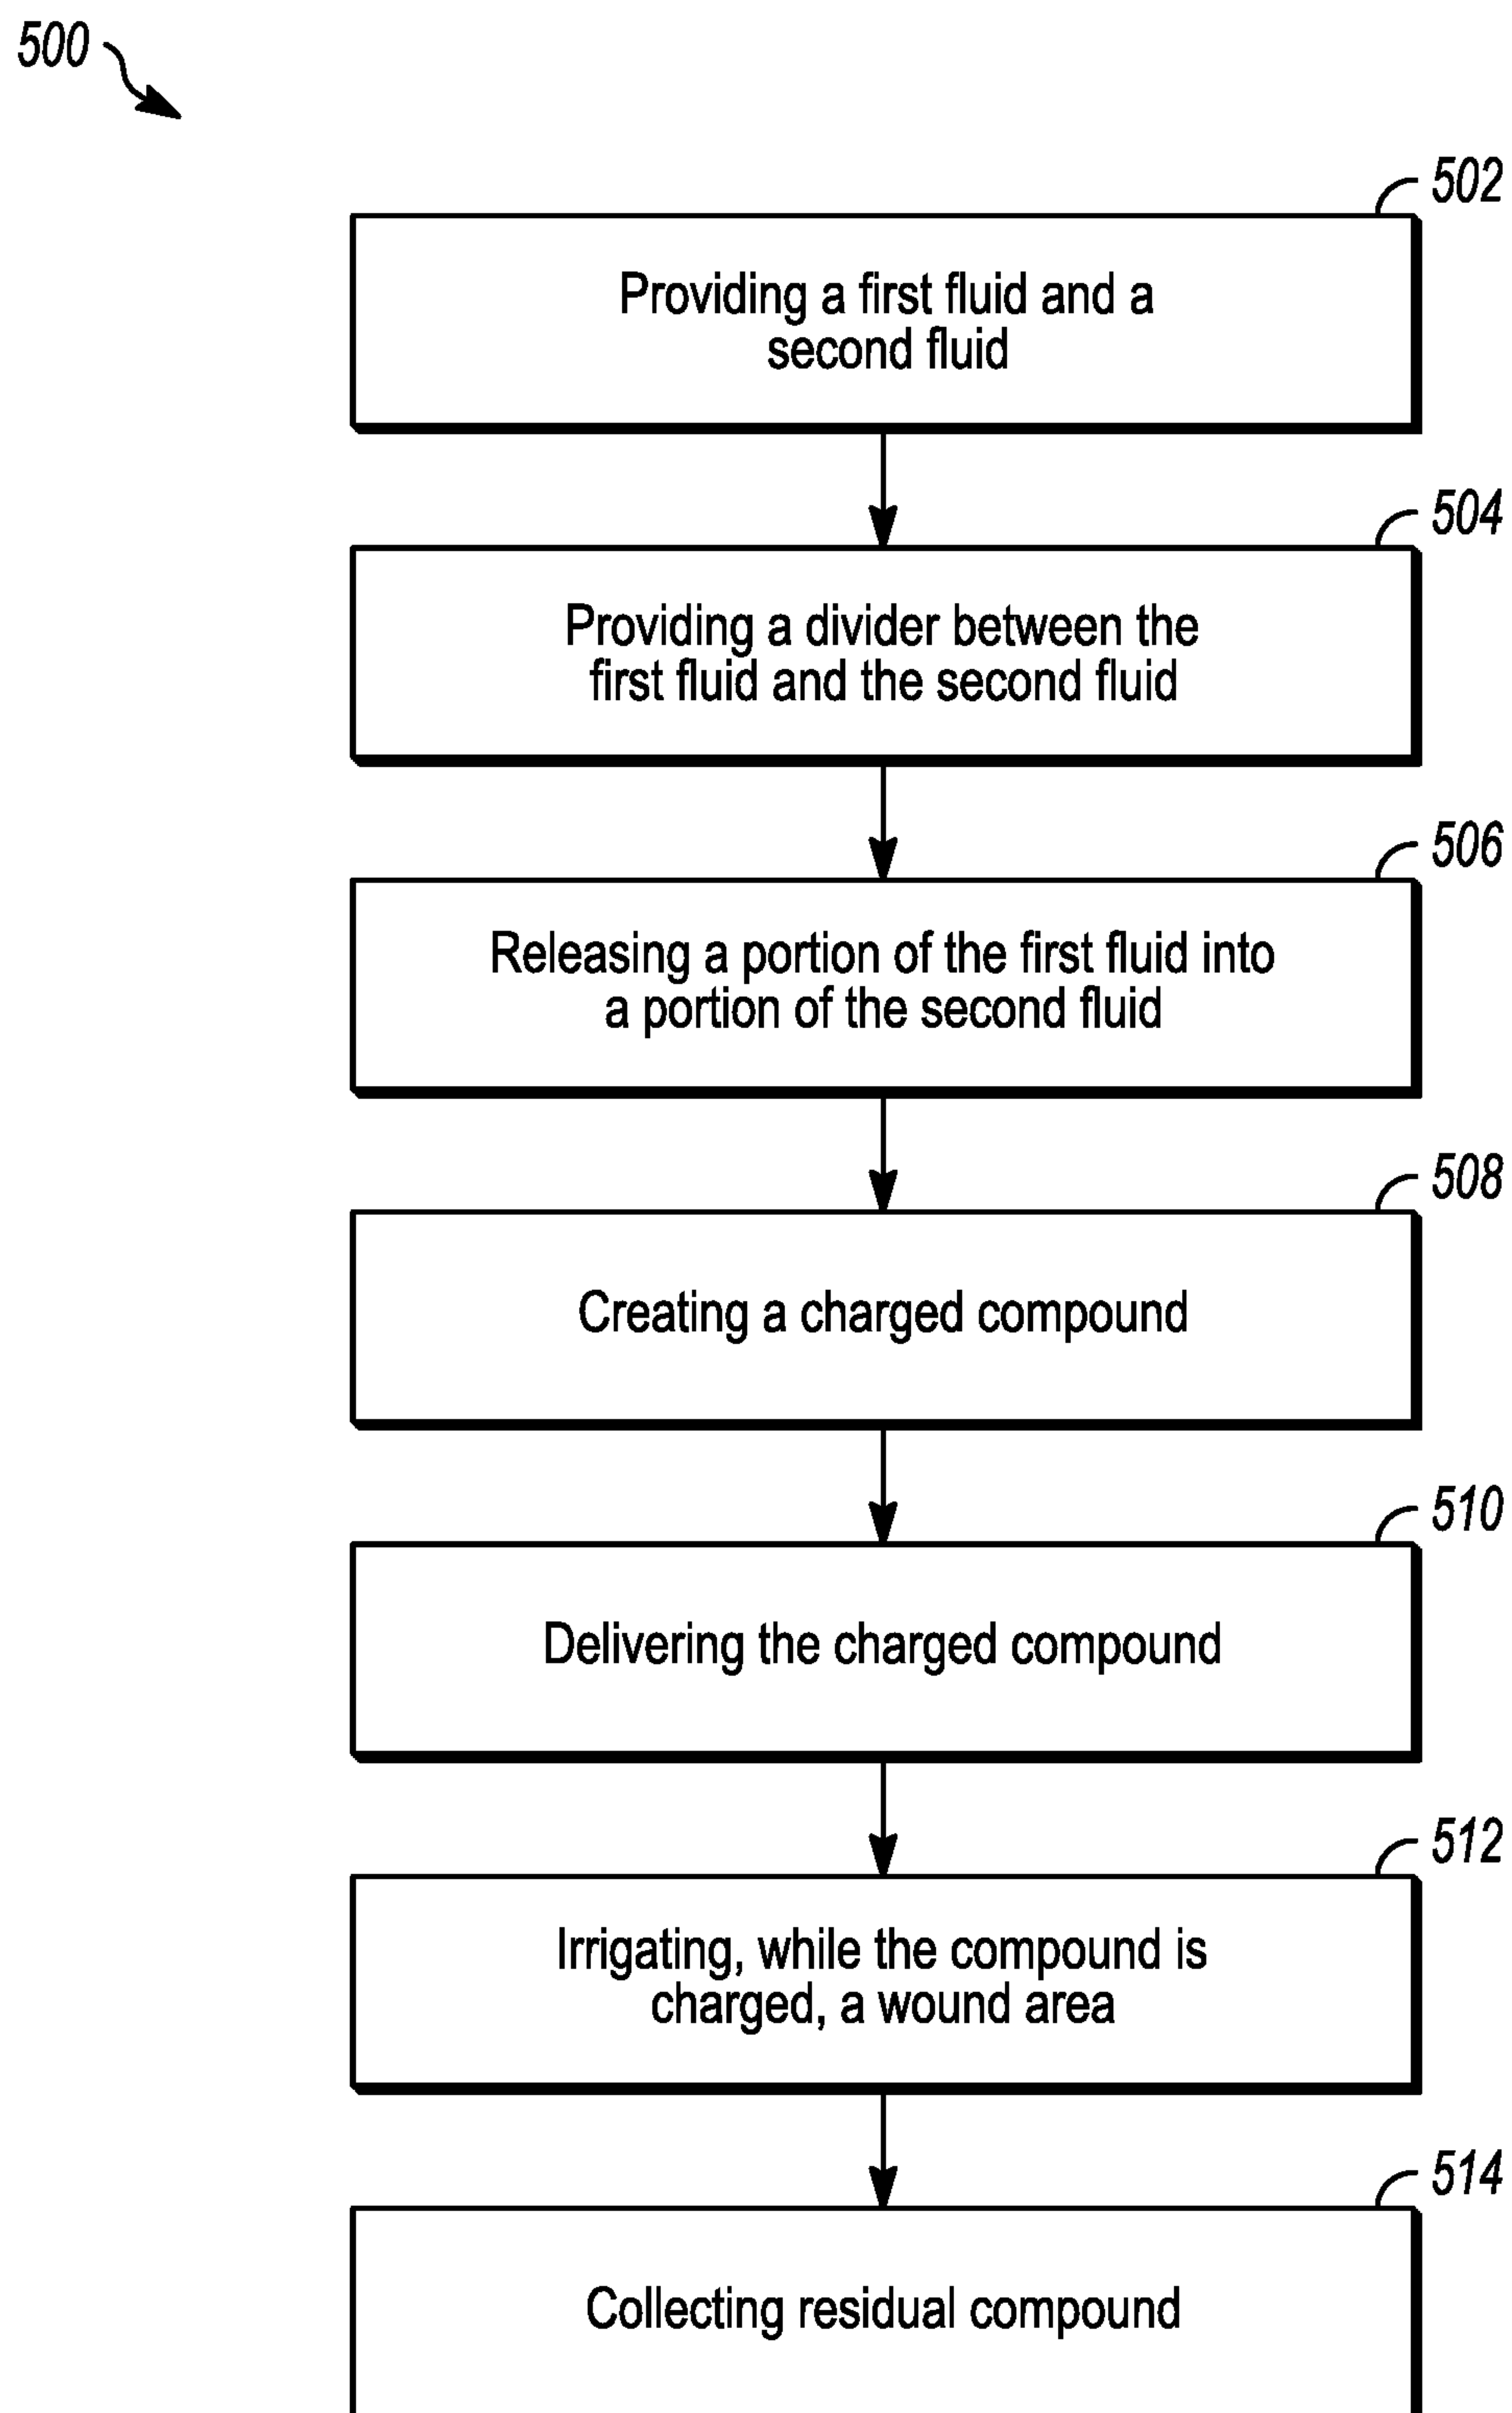 500
502
Providing a first fluid and a
second fluid
504
Providing a divider between the
first fluid and the second fluid
506
Releasing a portion of the first fluid into
a portion of the second fluid
508
Creating a charged compound
510
Delivering the charged compound
512
Irrigating, while the compound is
charged, a wound area
514
Collecting residual compound